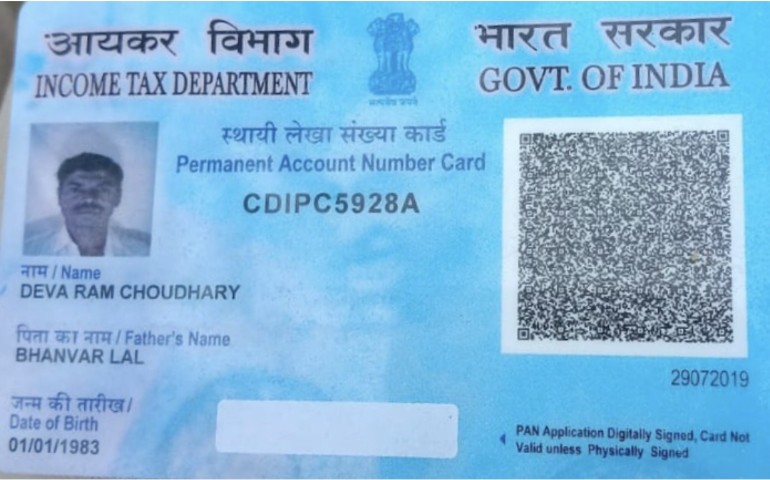 आयकर विभाग
INCOME TAX DEPARTMENT
भारत सरकार
GOVT. OF INDIA
सत्यमेव जयते
स्थायी लेखा संख्या कार्ड
Permanent Account Number Card
CDIPC5928A
नाम / Name
DEVA RAM CHOUDHARY
पिता का नाम / Father's Name
BHANVAR LAL
जन्म की तारीख/
Date of Birth
01/01/1983
29072019
PAN Application Digitally Signed, Card Not
Valid unless Physically Signed